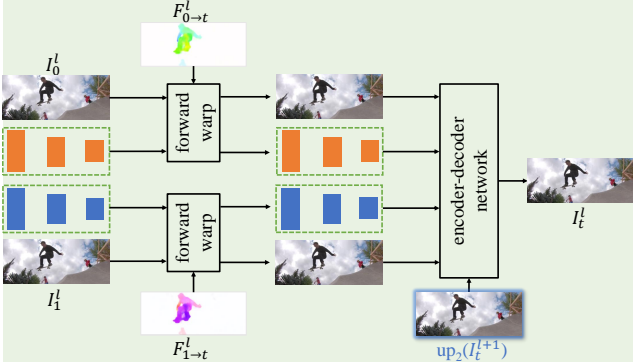 F^l_{0→t}
I^l_0
forward
warp
encoder-decoder
network
I^l_t
forward
warp
I^l_1
F^l_{1→t}
up_2(I^{l+1}_t)